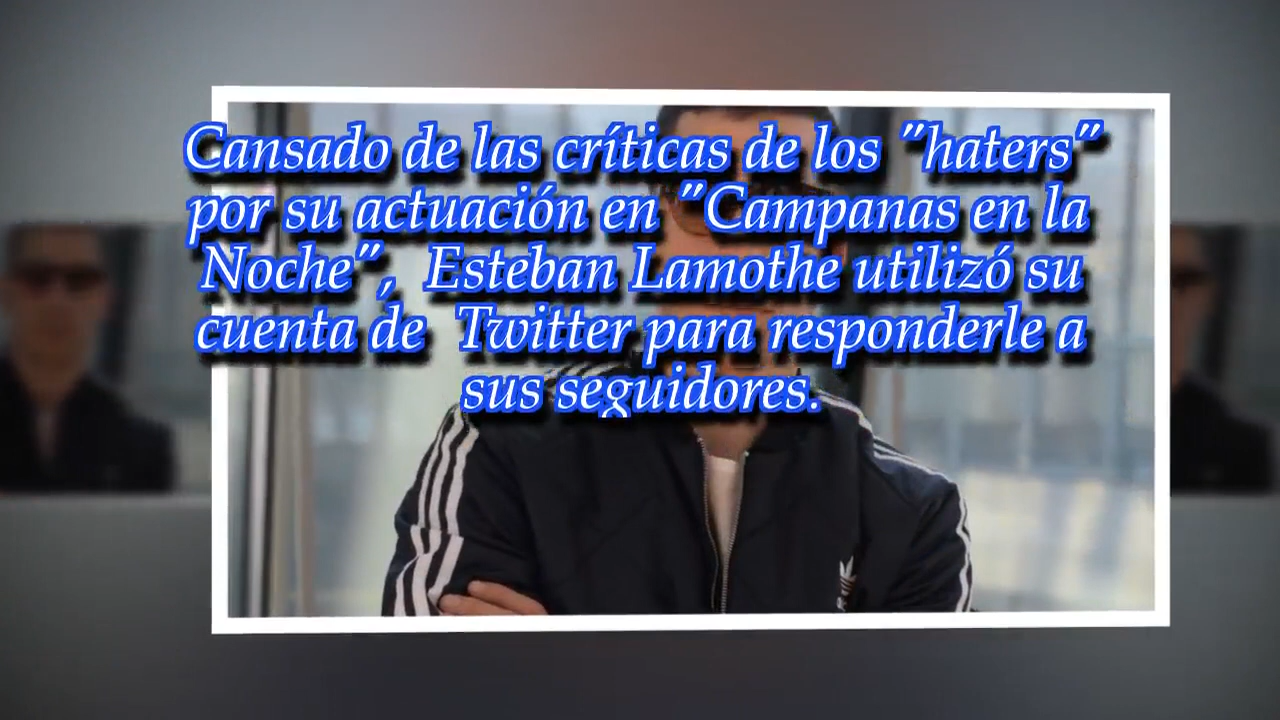 Cansado de las críticas de los "haters"
por su actuación en "Campanas en la
Noche",  Esteban Lamothe utilizó su
cuenta de  Twitter para responderle a
sus seguidores.